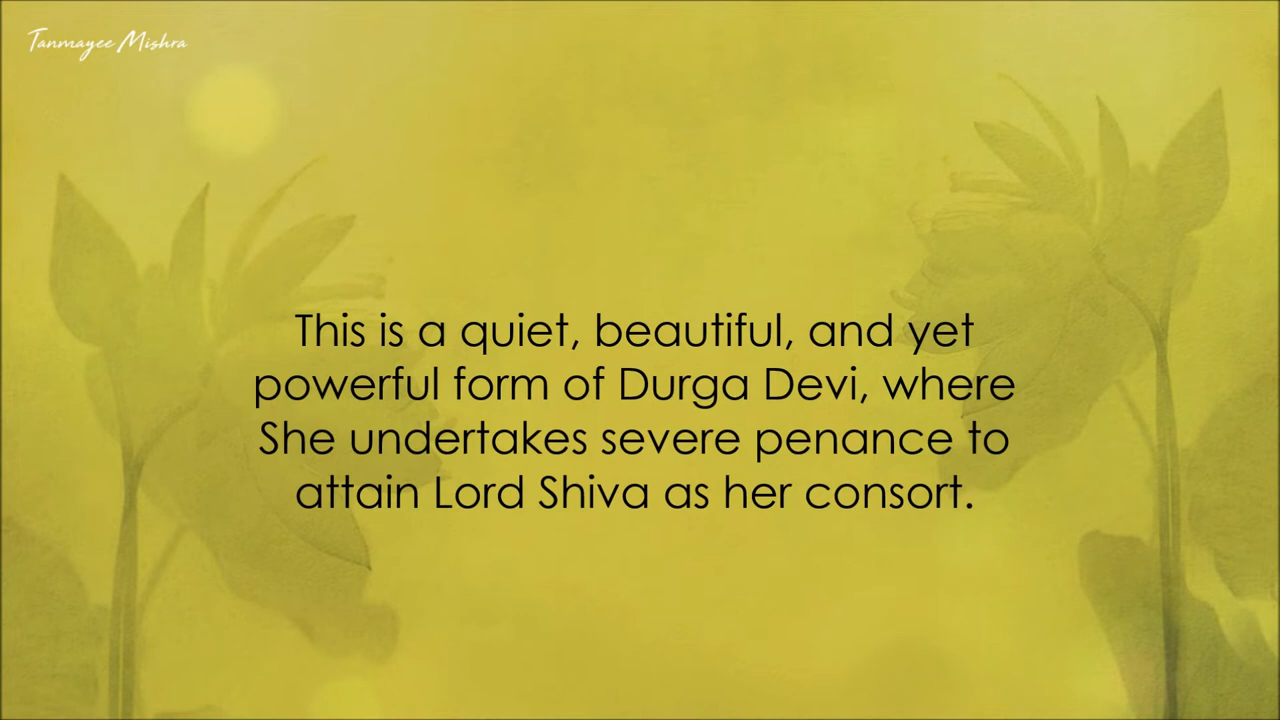 Tanmayee Mishra
This is a quiet, beautiful, and yet
powerful form of Durga Devi, where
She undertakes severe penance to
attain Lord Shiva as her consort.